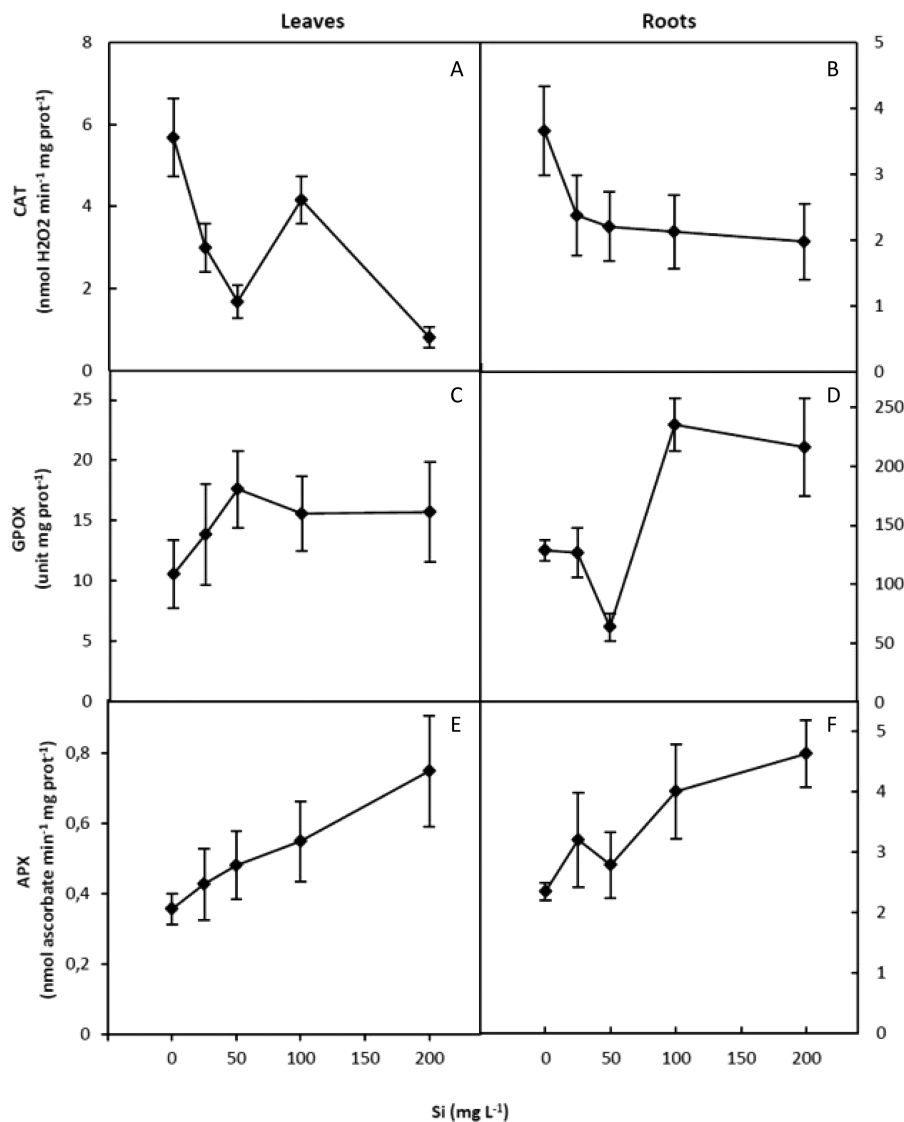 Leaves
Roots
8
6
4
2
0
A
CAT
(nmol H2O2 min-1 mg prot-1)
5
4
3
2
1
0
B
25
20
15
10
5
0
C
GPOX
(unit mg prot-1)
250
200
150
100
50
0
D
0,8
0,6
0,4
0,2
0
E
APX
(nmol ascorbate min-1 mg prot-1)
5
4
3
2
1
0
F
0 50 100 150 200
0 50 100 150 200
Si (mg L-1)